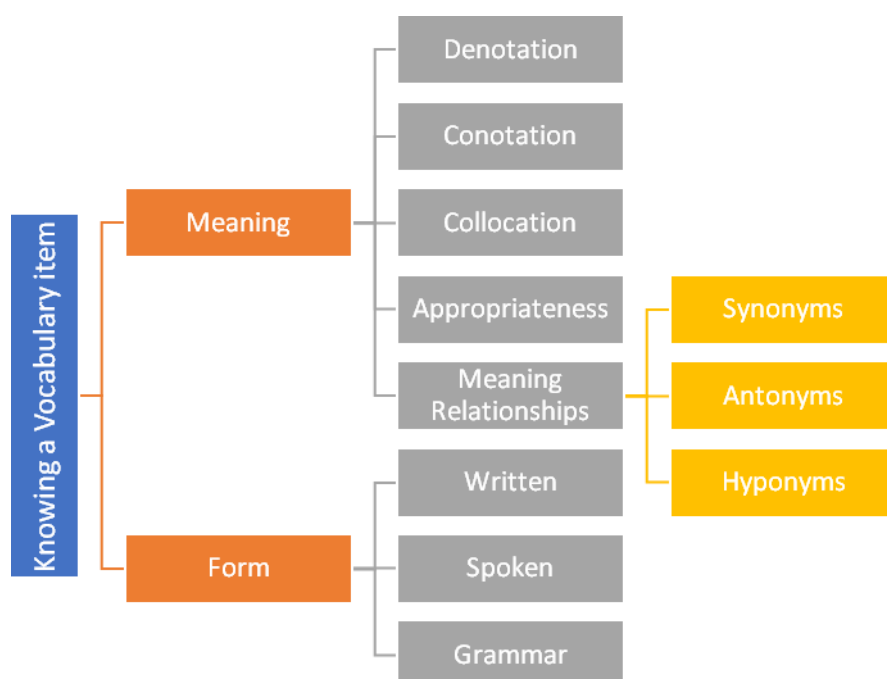 Knowing a Vocabulary item
Meaning
Denotation
Conotation
Collocation
Appropriateness
Meaning
Relationships
Synonyms
Antonyms
Hyponyms
Form
Written
Spoken
Grammar